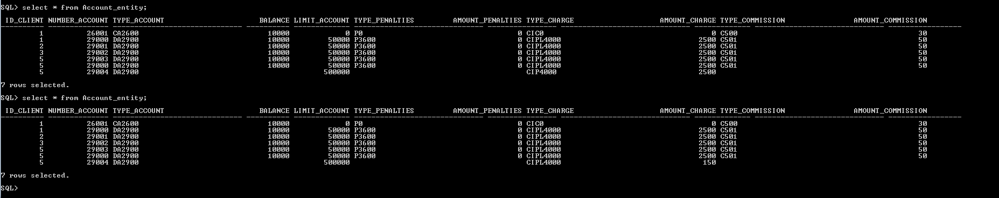 SQL> select * from Account_entity;
ID_CLIENT NUMBER_ACCOUNT TYPE_ACCOUNT BALANCE LIMIT_ACCOUNT TYPE_PENALTIES AMOUNT_PENALTIES TYPE_CHARGE AMOUNT_CHARGE TYPE_COMMISSION AMOUNT_COMMISSION
1 26001 CA2600 10000 0 P0 0 CIC0 0 C500 30
1 29000 DA2900 10000 50000 P3600 0 CIPL4000 2500 C501 50
2 29001 DA2900 10000 50000 P3600 0 CIPL4000 2500 C501 50
3 29002 DA2900 10000 50000 P3600 0 CIPL4000 2500 C501 50
5 29003 DA2900 10000 50000 P3600 0 CIPL4000 2500 C501 50
5 29000 DA2900 10000 50000 P3600 0 CIPL4000 2500 C501 50
5 29004 DA2900 500000 CIP4000 2500
7 rows selected.
SQL> select * from Account_entity;
ID_CLIENT NUMBER_ACCOUNT TYPE_ACCOUNT BALANCE LIMIT_ACCOUNT TYPE_PENALTIES AMOUNT_PENALTIES TYPE_CHARGE AMOUNT_CHARGE TYPE_COMMISSION AMOUNT_COMMISSION
1 26001 CA2600 10000 0 P0 0 CIC0 0 C500 30
1 29000 DA2900 10000 50000 P3600 0 CIPL4000 2500 C501 50
2 29001 DA2900 10000 50000 P3600 0 CIPL4000 2500 C501 50
3 29002 DA2900 10000 50000 P3600 0 CIPL4000 2500 C501 50
5 29003 DA2900 10000 50000 P3600 0 CIPL4000 2500 C501 50
5 29000 DA2900 10000 50000 P3600 0 CIPL4000 2500 C501 50
5 29004 DA2900 500000 CIPL4000 150
7 rows selected.
SQL>